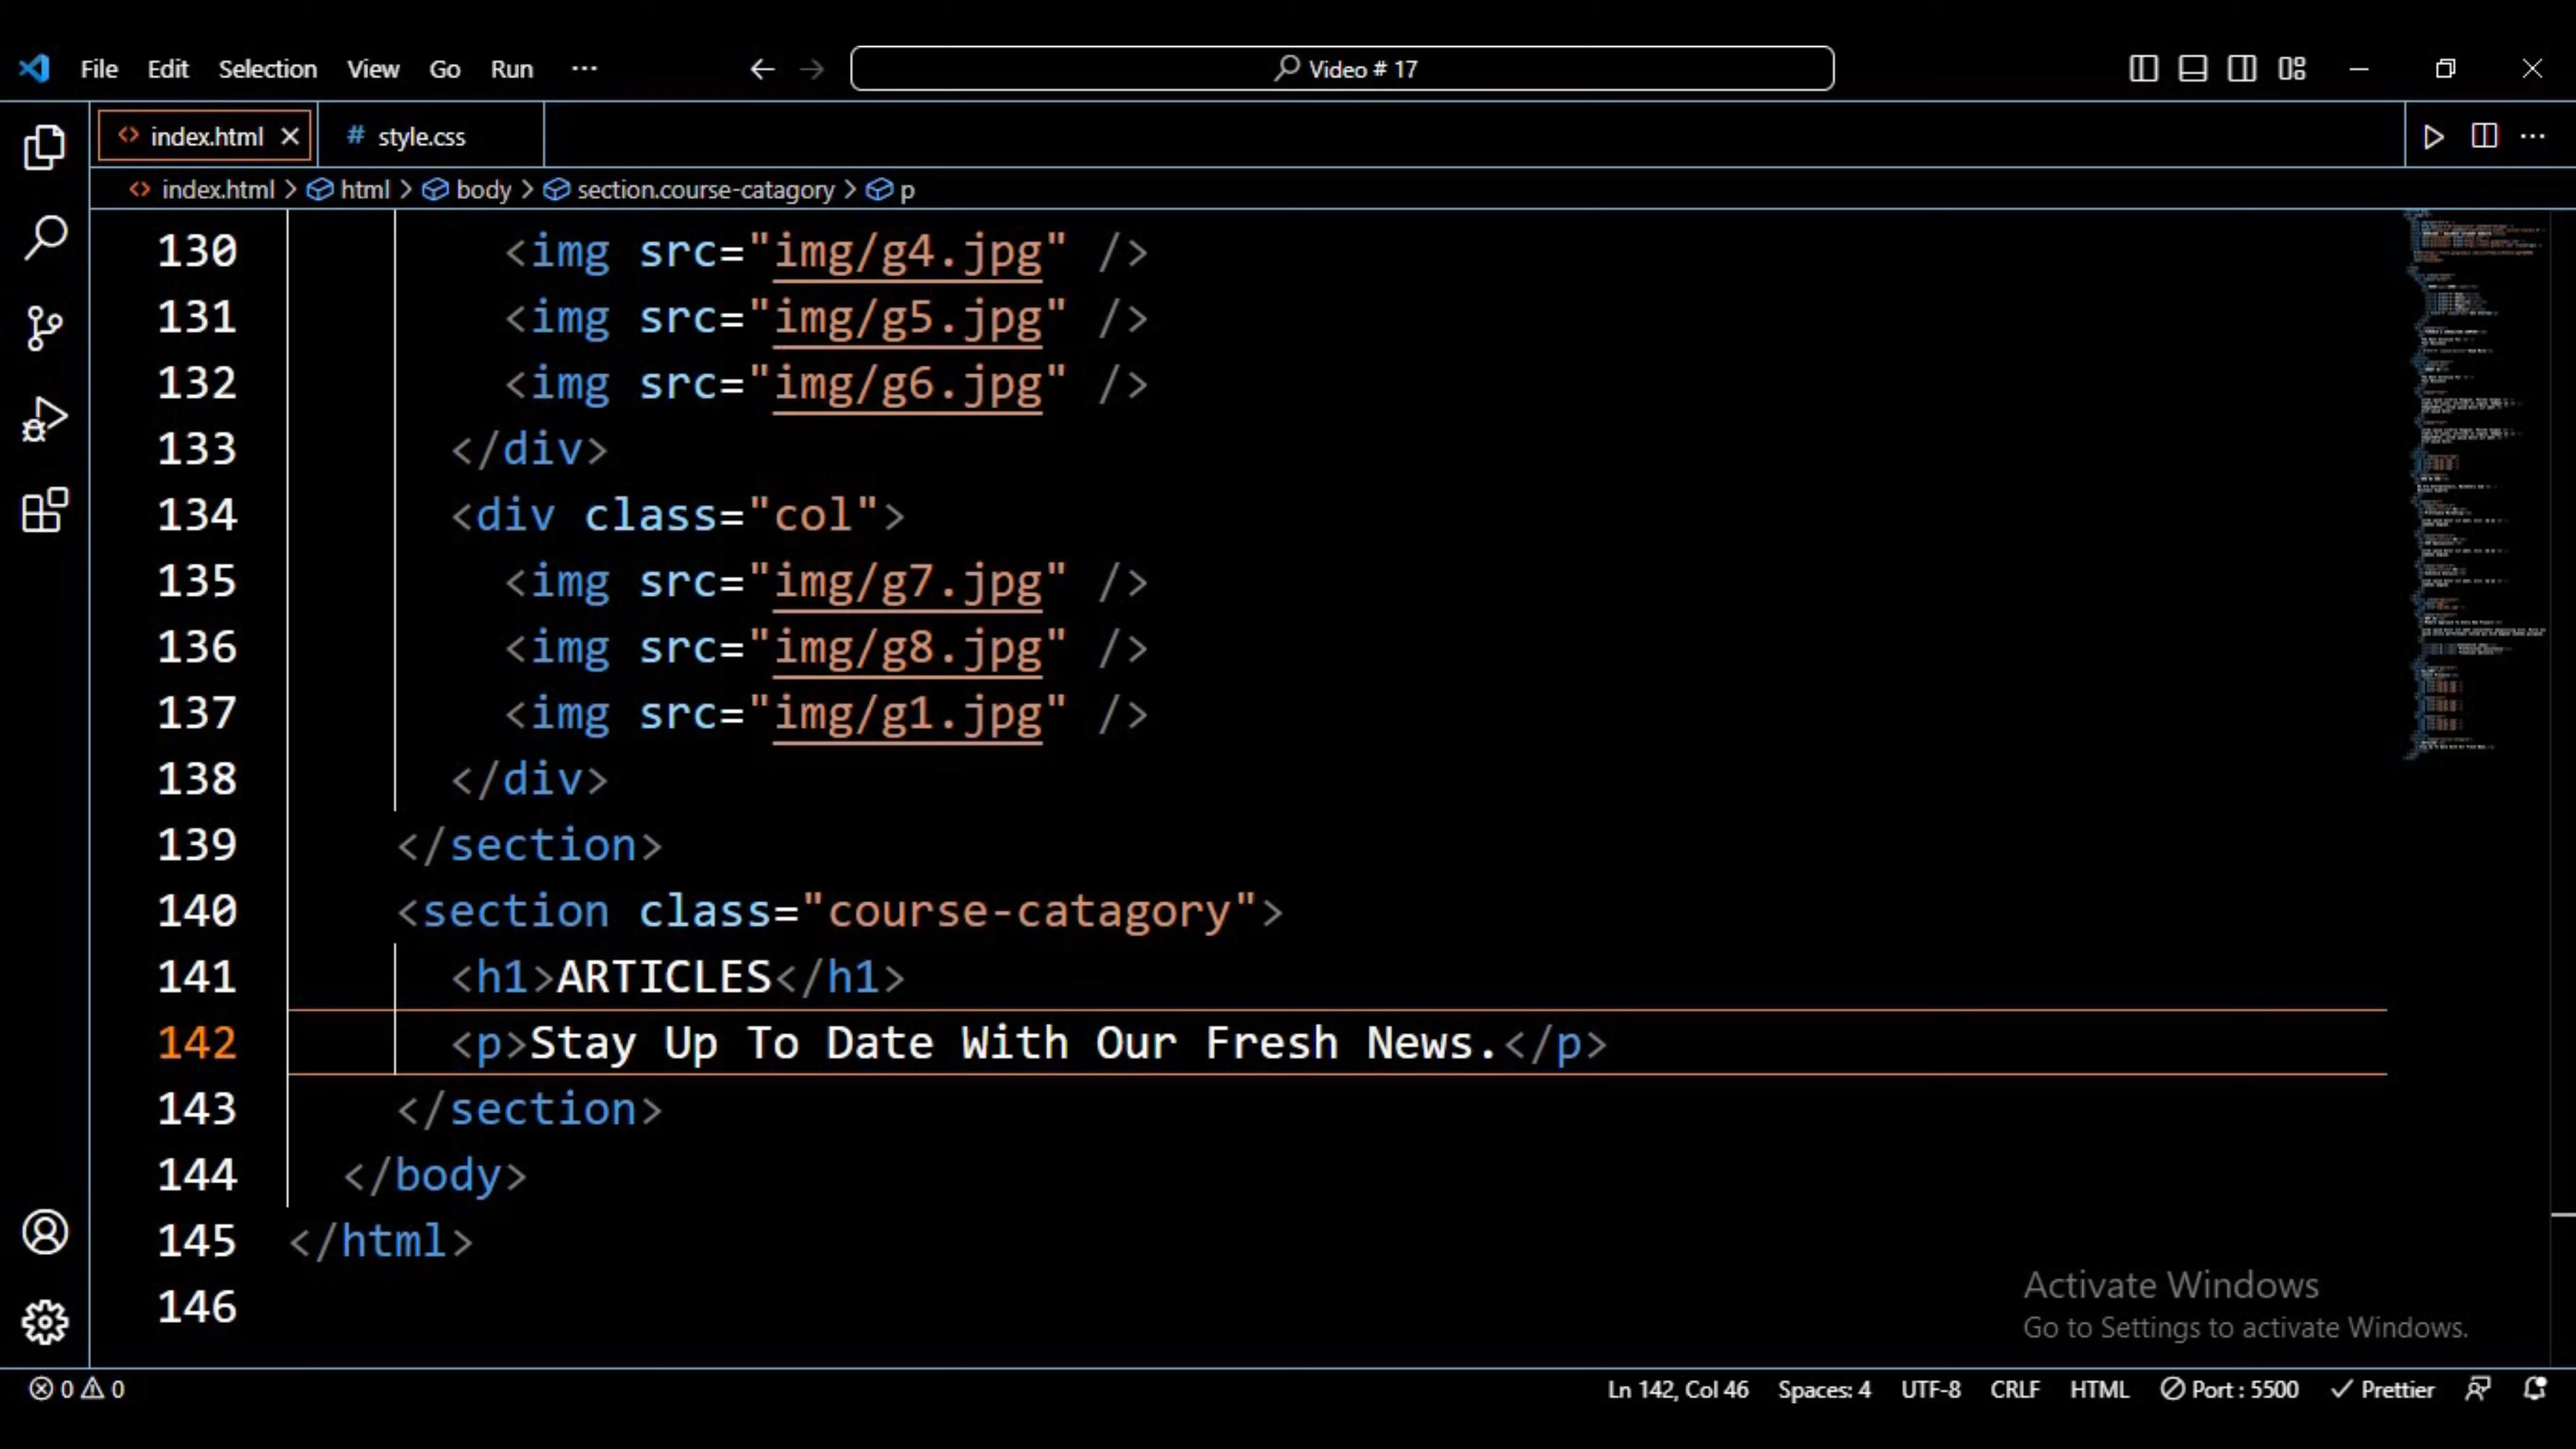 File Edit Selection View Go Run ···
Video # 17
index.html
# style.css
index.html > html > body > section.course-catagory > p
130 <img src="img/g4.jpg" />
131 <img src="img/g5.jpg" />
132 <img src="img/g6.jpg" />
133 </div>
134 <div class="col">
135 <img src="img/g7.jpg" />
136 <img src="img/g8.jpg" />
137 <img src="img/g1.jpg" />
138 </div>
139 </section>
140 <section class="course-catagory">
141 <h1>ARTICLES</h1>
142 <p>Stay Up To Date With Our Fresh News.</p>
143 </section>
144 </body>
145 </html>
146
Activate Windows
Go to Settings to activate Windows.
0 0 Ln 142, Col 46 Spaces: 4 UTF-8 CRLF HTML Port : 5500 Prettier